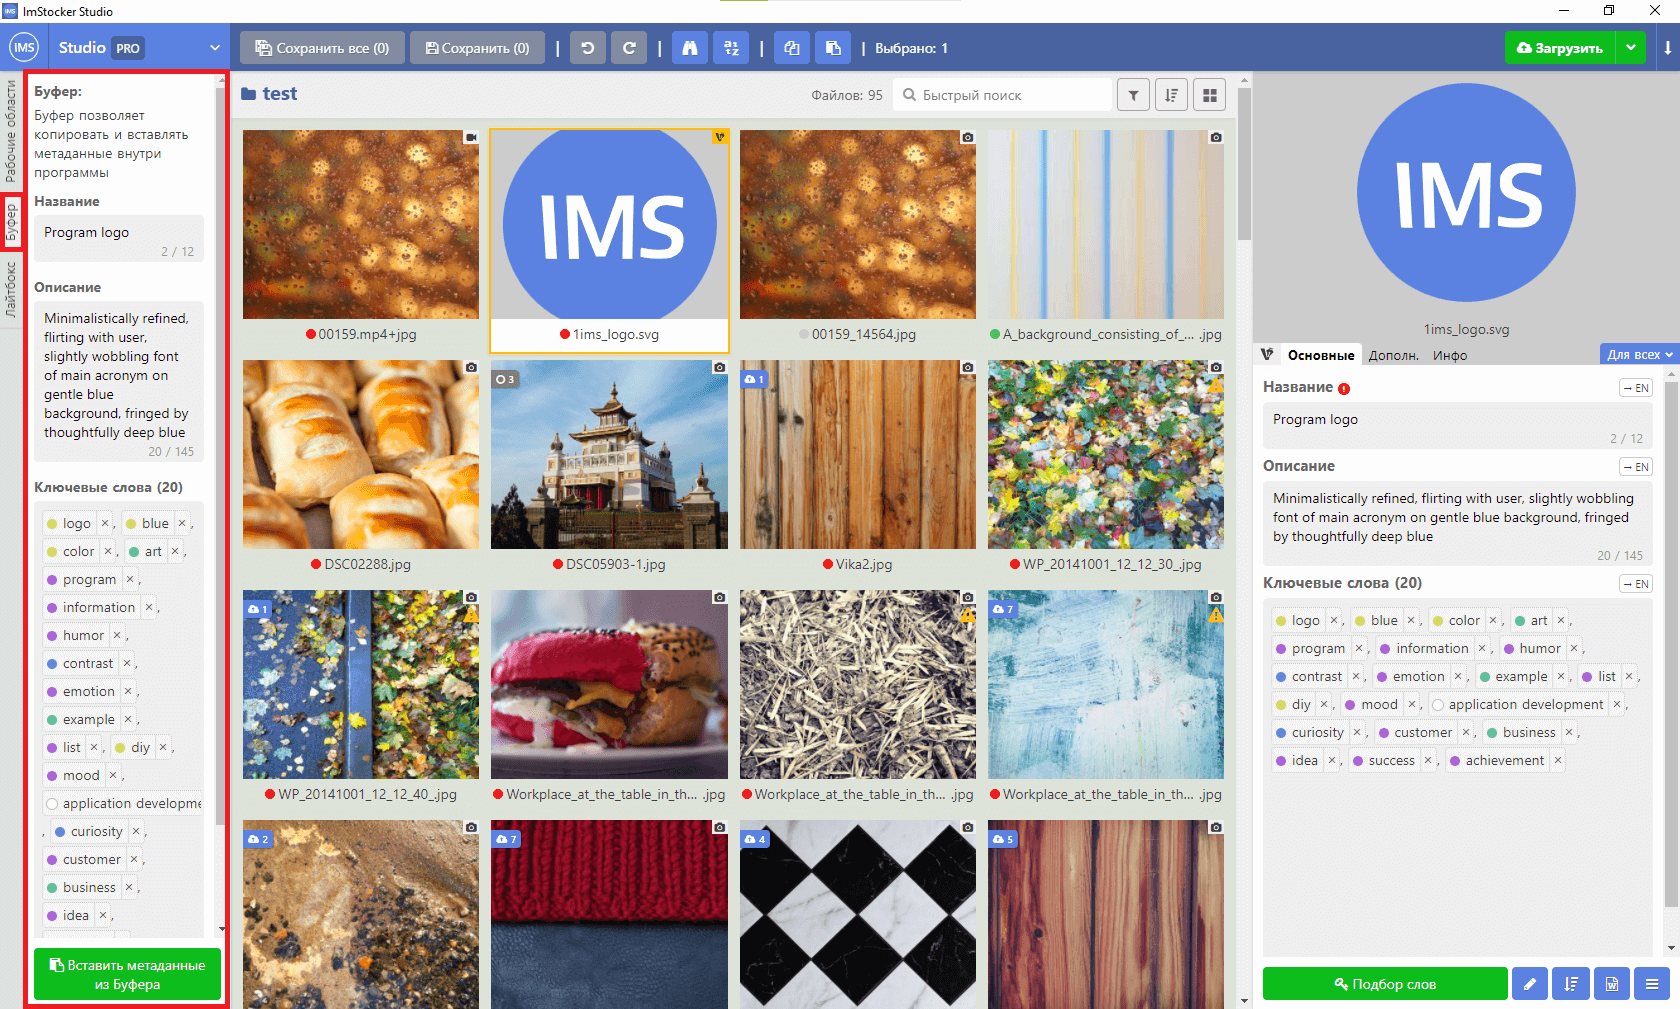 IMS
ImStocker Studio
IMS
Studio PRO
Сохранить все (0)
Сохранить (0)
Выбрано: 1
Загрузить
Рабочие области
Буфер
Лайтбокс
Буфер:
Буфер позволяет
копировать и вставлять
метаданные внутри
программы
Название
Program logo
2 / 12
Описание
Minimalistically refined,
flirting with user,
slightly wobbling font
of main acronym on
gentle blue
background, fringed by
thoughtfully deep blue
20 / 145
Ключевые слова (20)
logo ×, blue ×,
color ×, art ×,
program ×,
information ×,
humor ×,
contrast ×,
emotion ×,
example ×,
list ×, diy ×,
mood ×,
application developme
, curiosity ×,
customer ×,
business ×,
idea ×,
Вставить метаданные
из Буфера
test
Файлов: 95
Быстрый поиск
IMS
00159.mp4+jpg
1ims_logo.svg
00159_14564.jpg
A_background_consisting_of_... .jpg
3
1
DSC02288.jpg
DSC05903-1.jpg
Vika2.jpg
WP_20141001_12_12_30_.jpg
1
7
WP_20141001_12_12_40_.jpg
Workplace_at_the_table_in_th... .jpg
Workplace_at_the_table_in_th... .jpg
Workplace_at_the_table_in_th... .jpg
2
7
4
5
IMS
1ims_logo.svg
Основные
Дополн.
Инфо
Для всех
Название
→ EN
Program logo
2 / 12
Описание
→ EN
Minimalistically refined, flirting with user, slightly wobbling
font of main acronym on gentle blue background, fringed
by thoughtfully deep blue
20 / 145
Ключевые слова (20)
→ EN
logo ×, blue ×, color ×, art ×,
program ×, information ×, humor ×,
contrast ×, emotion ×, example ×, list ×,
diy ×, mood ×, application development ×,
curiosity ×, customer ×, business ×,
idea ×, success ×, achievement ×
Подбор слов